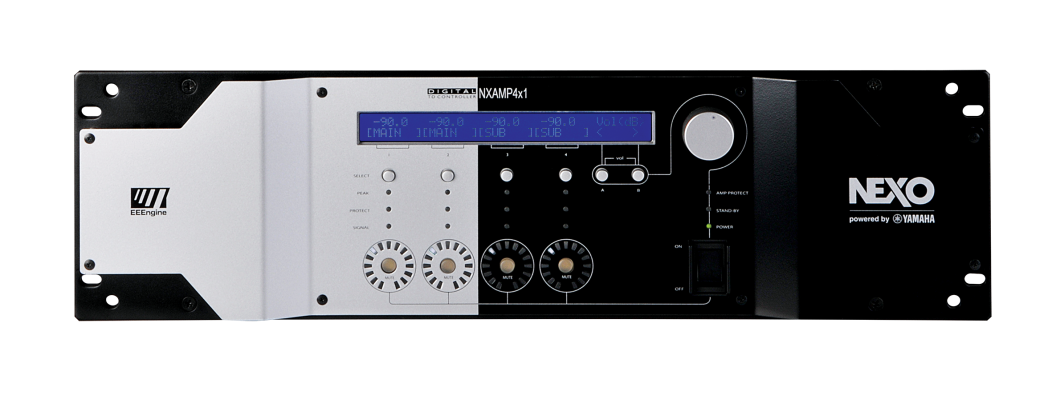 DIGITAL
TD CONTROLLER
NXAMP4x1
-90.0 -90.0 -90.0 -90.0 Vol(dB
[MAIN ][MAIN ][SUB ][SUB ] < >
1 2 3 4 vol
A B
SELECT
PEAK
PROTECT
SIGNAL
AMP PROTECT
STAND-BY
POWER
EEEngine
NEXO
powered by YAMAHA
ON
MUTE MUTE MUTE MUTE
OFF